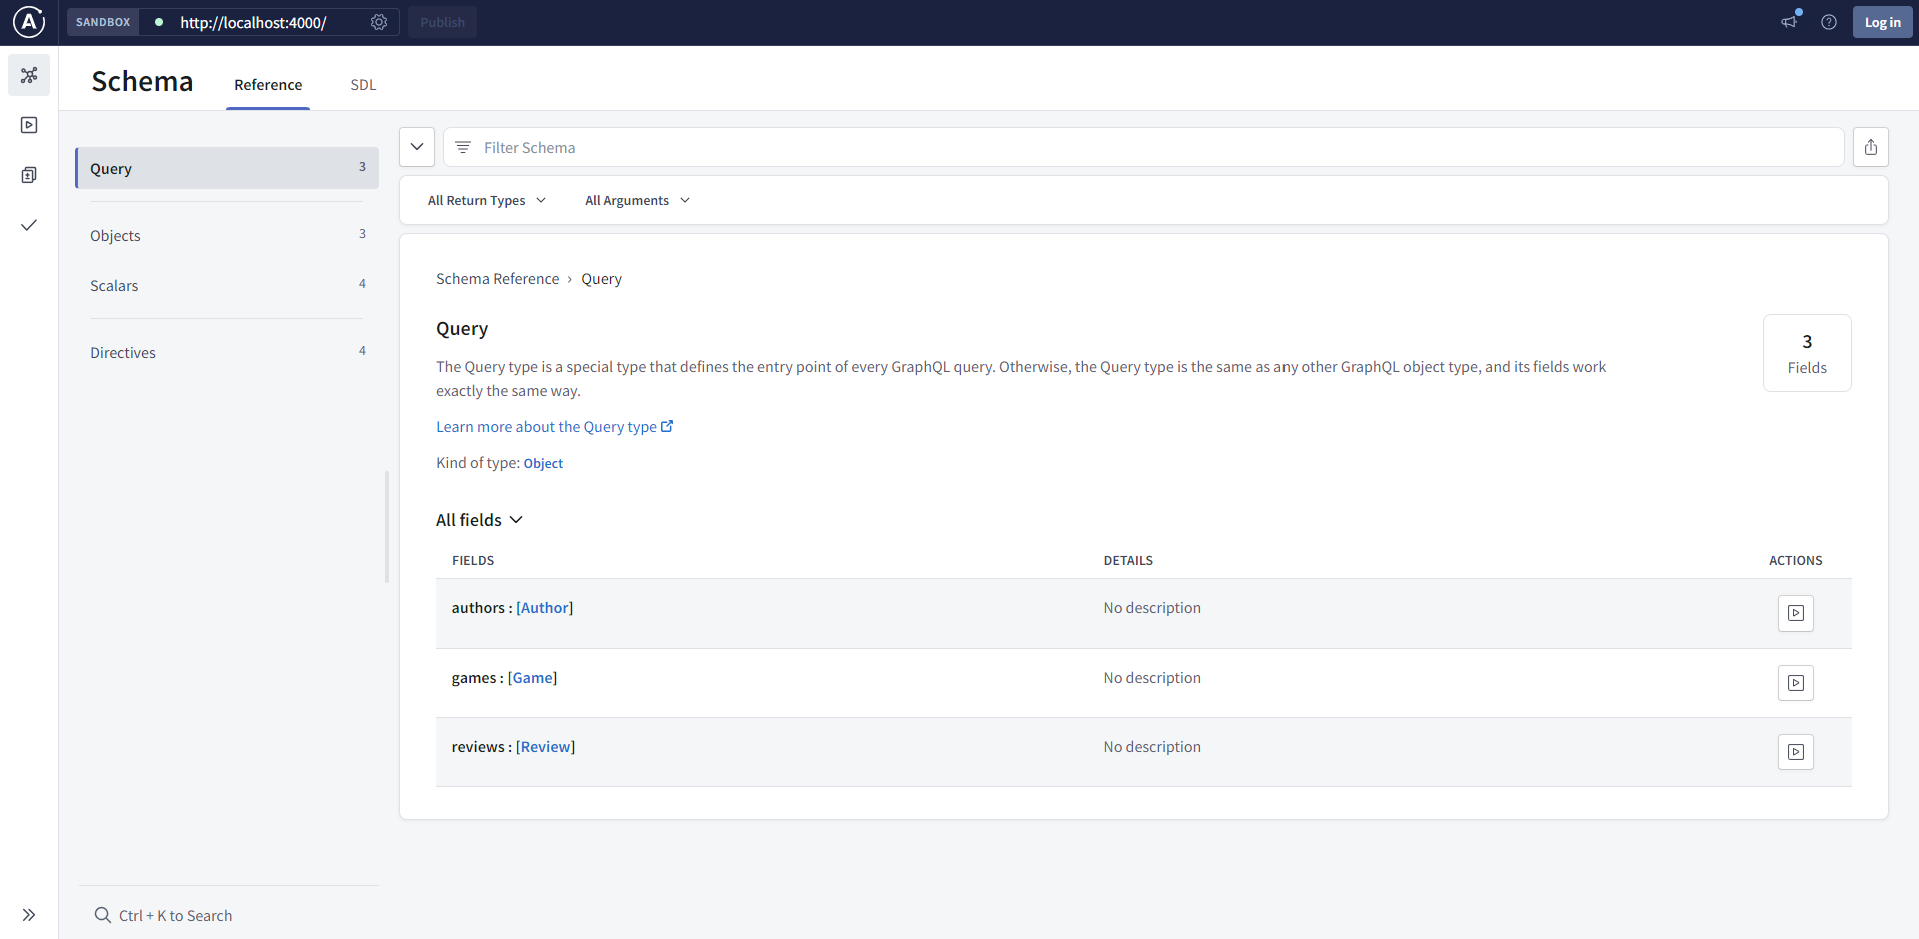 SANDBOX
http://localhost:4000/
Publish
Log in
Schema
Reference
SDL
Query
3
Objects
3
Scalars
4
Directives
4
Ctrl + K to Search
Filter Schema
All Return Types
All Arguments
Schema Reference › Query
Query
The Query type is a special type that defines the entry point of every GraphQL query. Otherwise, the Query type is the same as any other GraphQL object type, and its fields work
exactly the same way.
Learn more about the Query type
Kind of type: Object
3
Fields
All fields
FIELDS
DETAILS
ACTIONS
authors : [Author]
No description
games : [Game]
No description
reviews : [Review]
No description